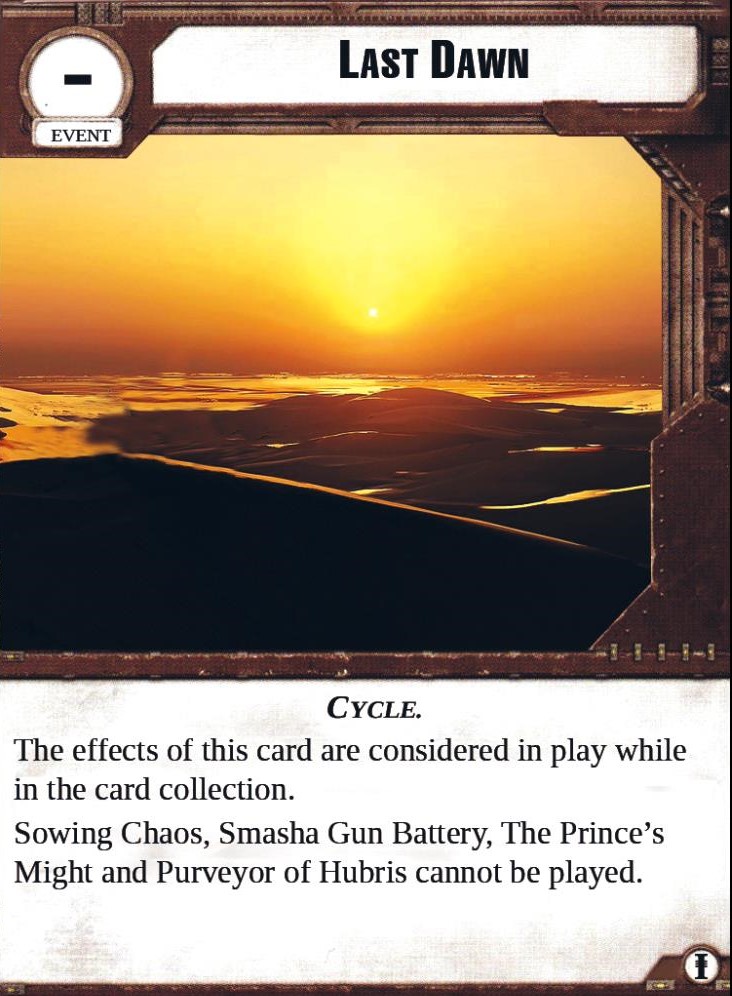 -
LAST DAWN
EVENT
CYCLE.
The effects of this card are considered in play while
in the card collection.
Sowing Chaos, Smasha Gun Battery, The Prince’s
Might and Purveyor of Hubris cannot be played.